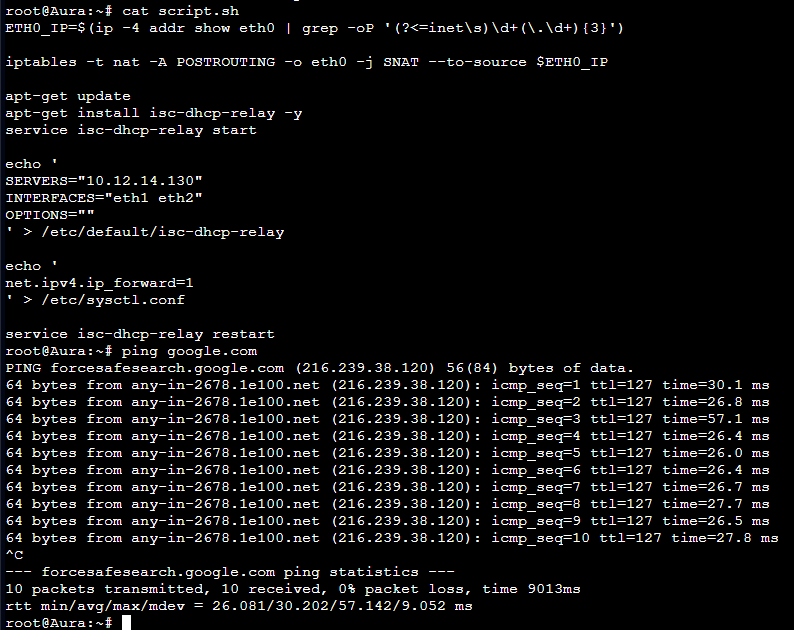 root@Aura:~# cat script.sh
ETH0_IP=$(ip -4 addr show eth0 | grep -oP '(?<=inet\s)\d+(\.\d+){3}')
iptables -t nat -A POSTROUTING -o eth0 -j SNAT --to-source $ETH0_IP
apt-get update
apt-get install isc-dhcp-relay -y
service isc-dhcp-relay start
echo '
SERVERS="10.12.14.130"
INTERFACES="eth1 eth2"
OPTIONS=""
' > /etc/default/isc-dhcp-relay
echo '
net.ipv4.ip_forward=1
' > /etc/sysctl.conf
service isc-dhcp-relay restart
root@Aura:~# ping google.com
PING forcesafesearch.google.com (216.239.38.120) 56(84) bytes of data.
64 bytes from any-in-2678.1e100.net (216.239.38.120): icmp_seq=1 ttl=127 time=30.1 ms
64 bytes from any-in-2678.1e100.net (216.239.38.120): icmp_seq=2 ttl=127 time=26.8 ms
64 bytes from any-in-2678.1e100.net (216.239.38.120): icmp_seq=3 ttl=127 time=57.1 ms
64 bytes from any-in-2678.1e100.net (216.239.38.120): icmp_seq=4 ttl=127 time=26.4 ms
64 bytes from any-in-2678.1e100.net (216.239.38.120): icmp_seq=5 ttl=127 time=26.0 ms
64 bytes from any-in-2678.1e100.net (216.239.38.120): icmp_seq=6 ttl=127 time=26.4 ms
64 bytes from any-in-2678.1e100.net (216.239.38.120): icmp_seq=7 ttl=127 time=26.7 ms
64 bytes from any-in-2678.1e100.net (216.239.38.120): icmp_seq=8 ttl=127 time=27.7 ms
64 bytes from any-in-2678.1e100.net (216.239.38.120): icmp_seq=9 ttl=127 time=26.5 ms
64 bytes from any-in-2678.1e100.net (216.239.38.120): icmp_seq=10 ttl=127 time=27.8 ms
^C
--- forcesafesearch.google.com ping statistics ---
10 packets transmitted, 10 received, 0% packet loss, time 9013ms
rtt min/avg/max/mdev = 26.081/30.202/57.142/9.052 ms
root@Aura:~#